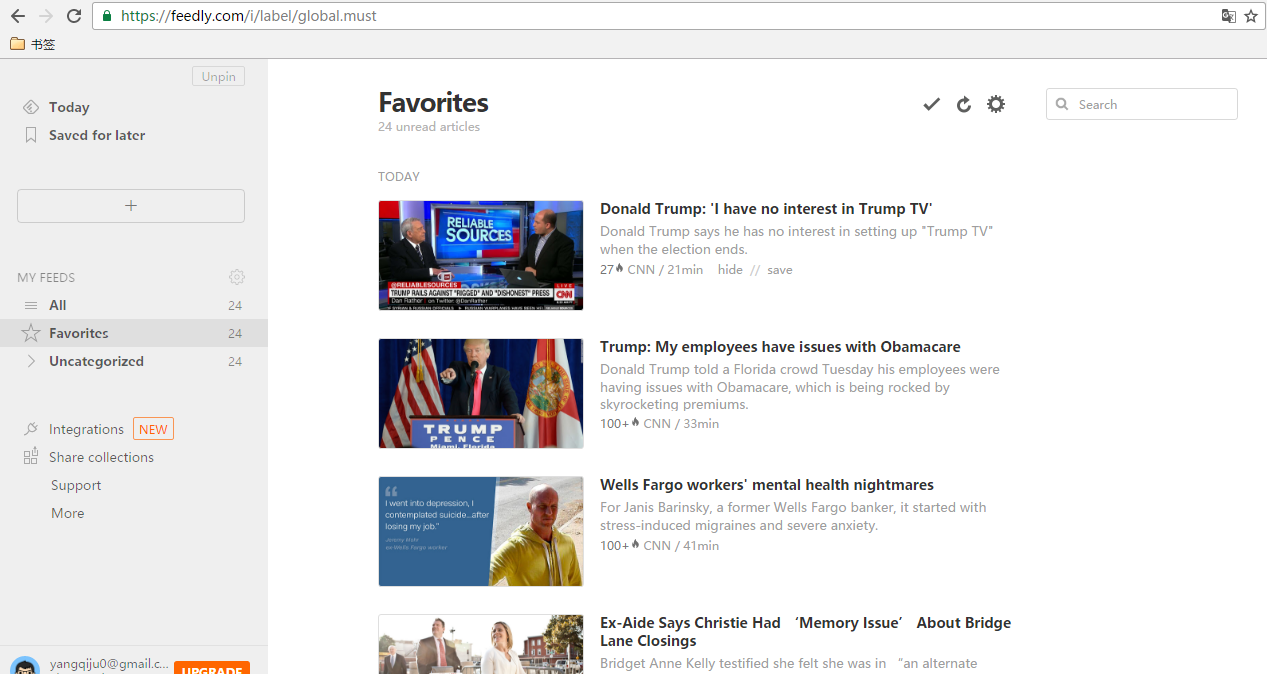 https://feedly.com/i/label/global.must
书签
Unpin
Today
Saved for later
+
MY FEEDS
All 24
Favorites 24
Uncategorized 24
Integrations NEW
Share collections
Support
More
yangqiju0@gmail.c...
UPGRADE
Favorites
24 unread articles
Search
TODAY
RELIABLE
SOURCES
@RELIABLESOURCES
TRUMP RAILS AGAINST "RIGGED" AND "DISHONEST" PRESS
Dan Rather on Twitter @DanRather
LIVE
CNN
Donald Trump: 'I have no interest in Trump TV'
Donald Trump says he has no interest in setting up "Trump TV"
when the election ends.
27 CNN / 21min hide // save
TRUMP
PENCE
Miami, Florida
Trump: My employees have issues with Obamacare
Donald Trump told a Florida crowd Tuesday his employees were
having issues with Obamacare, which is being rocked by
skyrocketing premiums.
100+ CNN / 33min
I went into depression, I
contemplated suicide...after
losing my job."
ex-Wells Fargo worker
Wells Fargo workers' mental health nightmares
For Janis Barinsky, a former Wells Fargo banker, it started with
stress-induced migraines and severe anxiety.
100+ CNN / 41min
Ex-Aide Says Christie Had ‘Memory Issue’ About Bridge
Lane Closings
Bridget Anne Kelly testified she felt she was in “an alternate